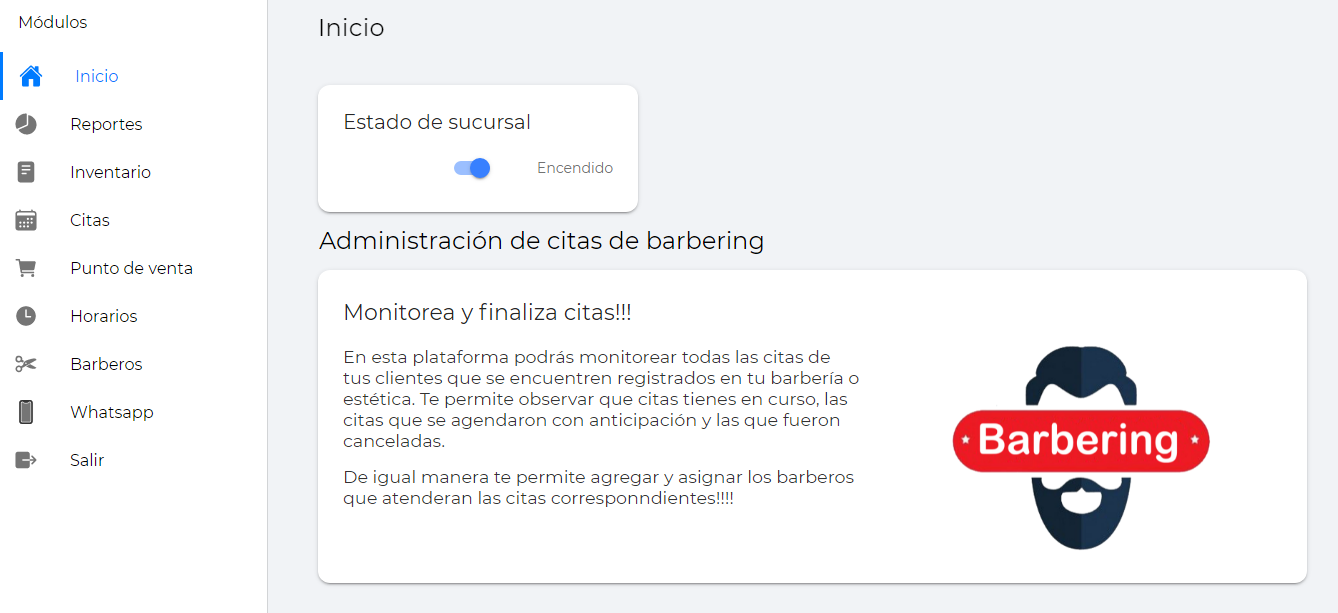 Módulos
Inicio
Reportes
Inventario
Citas
Punto de venta
Horarios
Barberos
Whatsapp
Salir
Inicio
Estado de sucursal
Encendido
Administración de citas de barbering
Monitorea y finaliza citas!!!
En esta plataforma podrás monitorear todas las citas de
tus clientes que se encuentren registrados en tu barbería o
estética. Te permite observar que citas tienes en curso, las
citas que se agendaron con anticipación y las que fueron
canceladas.
De igual manera te permite agregar y asignar los barberos
que atenderan las citas corresponndientes!!!!
Barbering